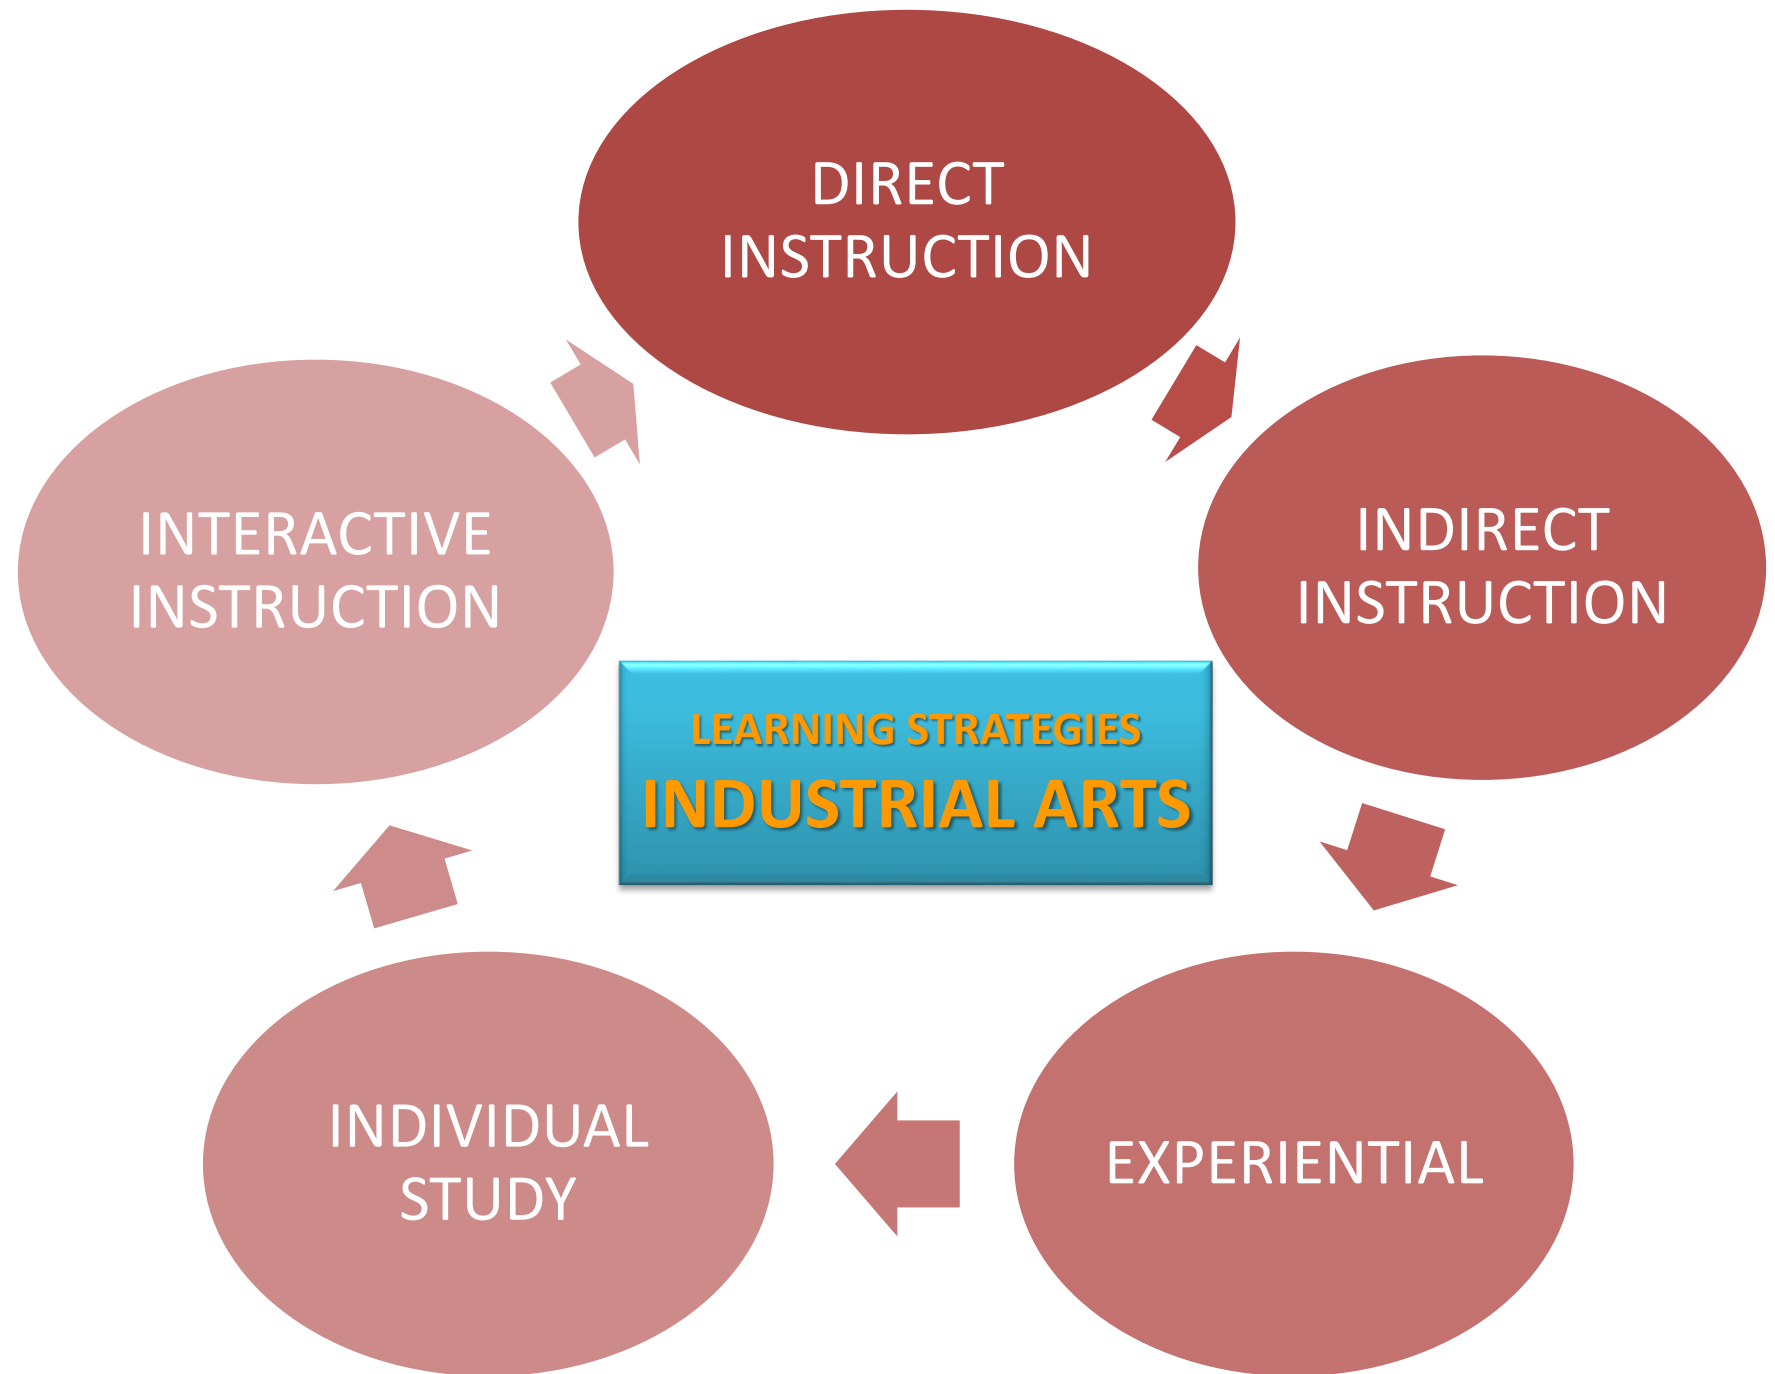 DIRECT
INSTRUCTION
INDIRECT
INSTRUCTION
EXPERIENTIAL
INDIVIDUAL
STUDY
INTERACTIVE
INSTRUCTION
LEARNING STRATEGIES
INDUSTRIAL ARTS